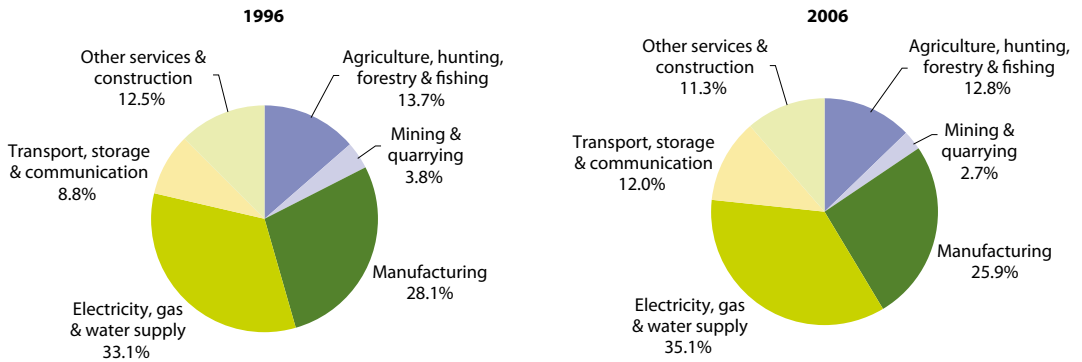 1996
Other services &
construction
12.5%
Agriculture, hunting,
forestry & fishing
13.7%
Mining &
quarrying
3.8%
Transport, storage
& communication
8.8%
Manufacturing
28.1%
Electricity, gas
& water supply
33.1%
2006
Other services &
construction
11.3%
Agriculture, hunting,
forestry & fishing
12.8%
Mining &
quarrying
2.7%
Transport, storage
& communication
12.0%
Manufacturing
25.9%
Electricity, gas
& water supply
35.1%